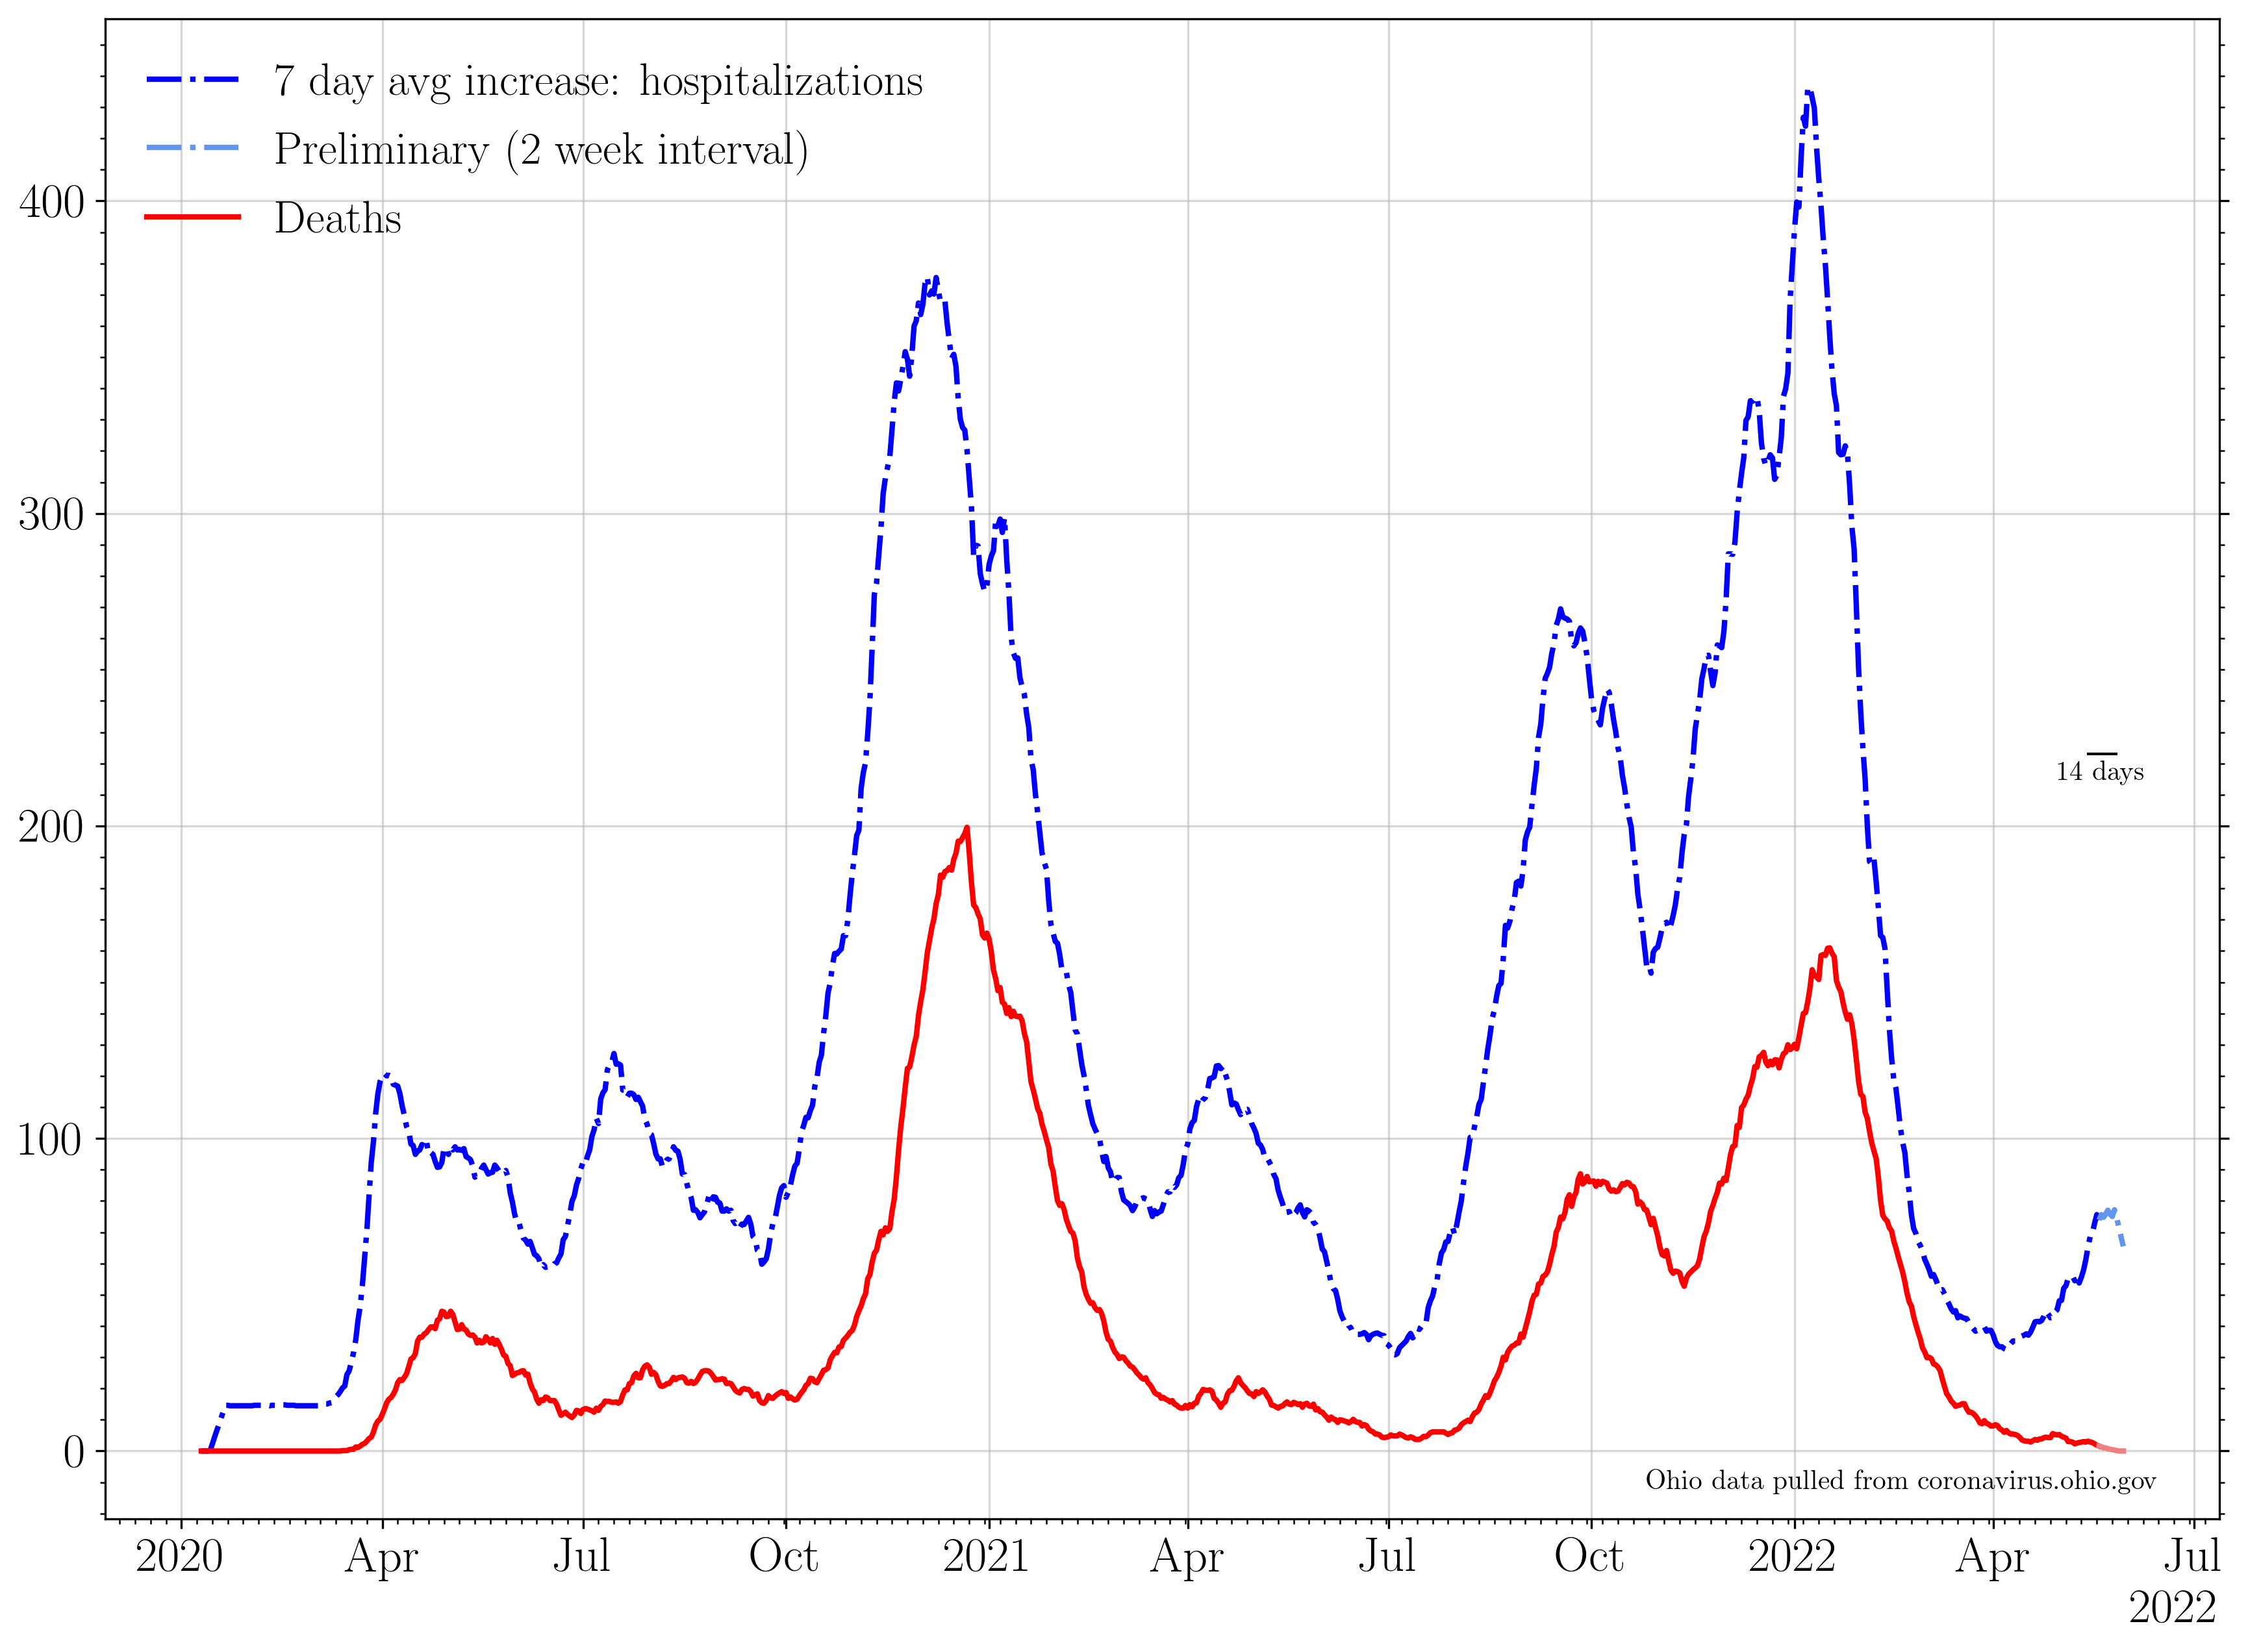 7 day avg increase: hospitalizations
Preliminary (2 week interval)
Deaths
400
300
200
100
0
14 days
Ohio data pulled from coronavirus.ohio.gov
2020 Apr Jul Oct 2021 Apr Jul Oct 2022 Apr Jul
2022